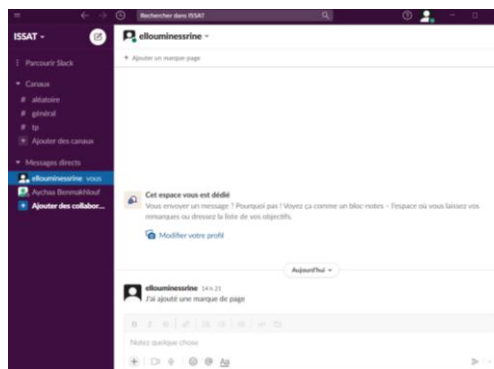 Rechercher dans ISSAT
ISSAT
ellouminessrine
Ajouter un marque-page
Parcourir Slack
Canaux
# aléatoire
# général
# tp
+ Ajouter des canaux
Messages directs
ellouminessrine vous
Aychaa Benmakhlouf
+ Ajouter des collabor...
Cet espace vous est dédié
Vous envoyer un message ? Pourquoi pas ! Voyez ça comme un bloc-notes – l'espace où vous laissez vos
remarques ou dressez la liste de vos objectifs.
Modifier votre profil
Aujourd'hui
ellouminessrine 14 h 21
J'ai ajouté une marque de page
Notez quelque chose